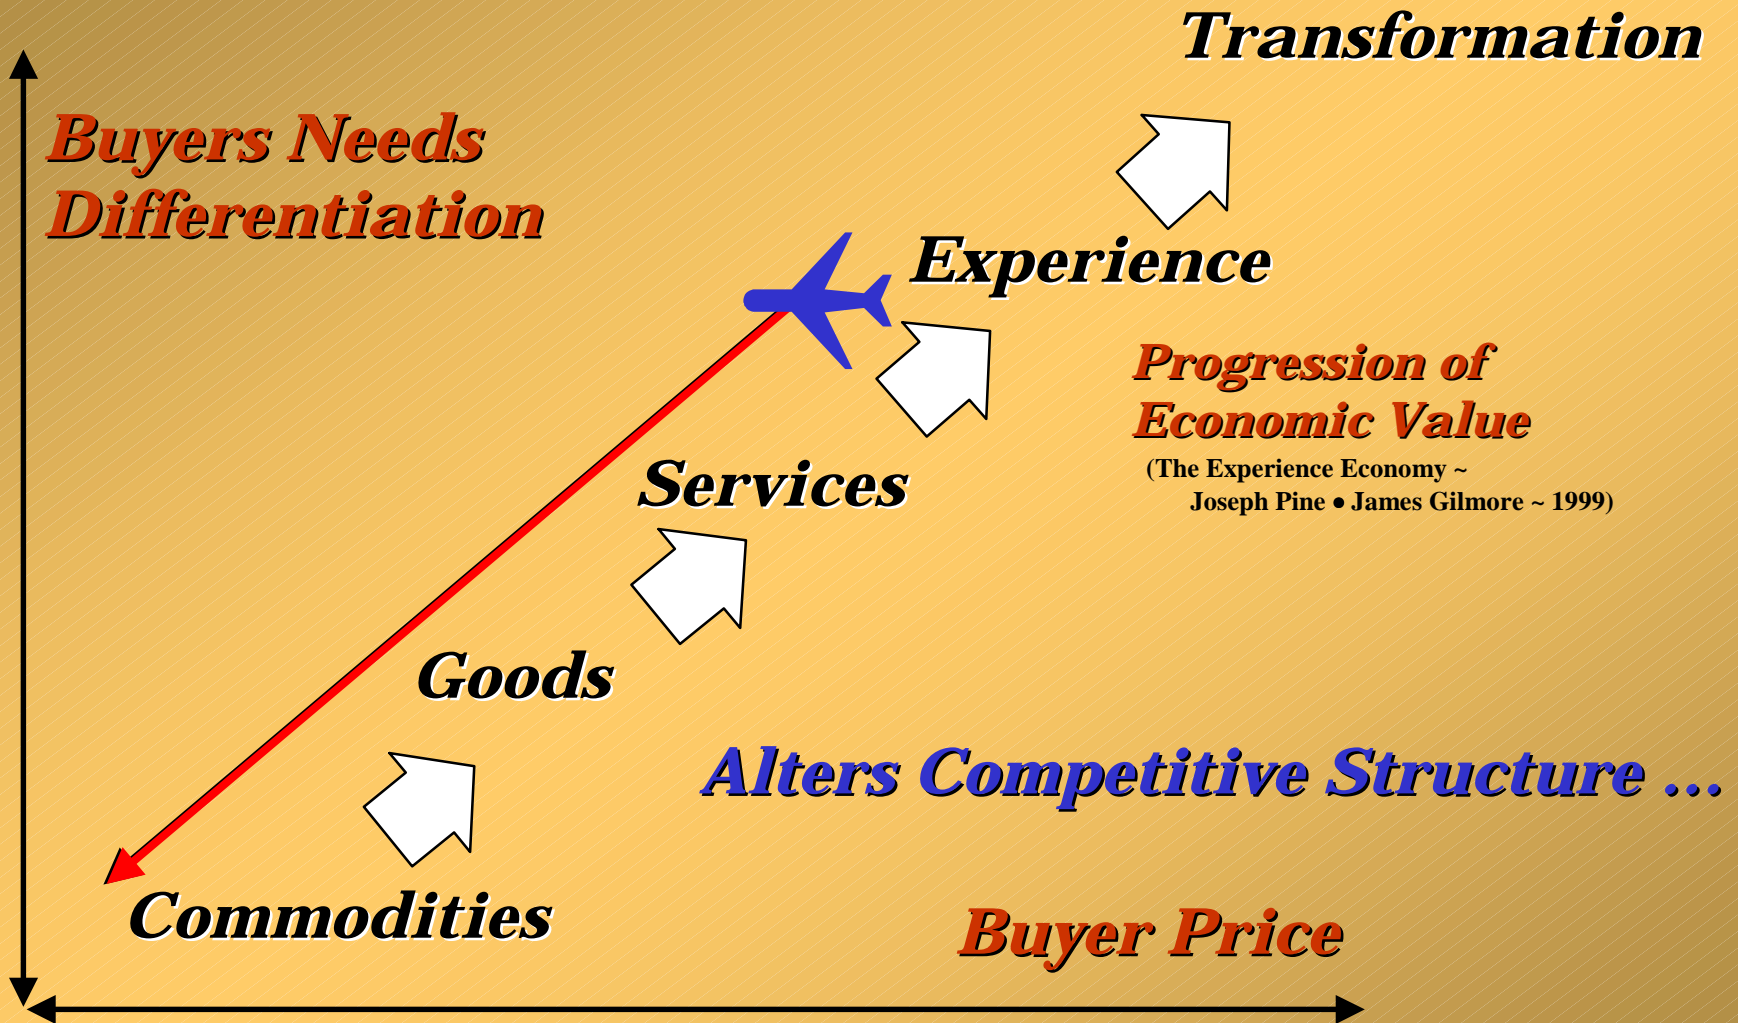 Transformation
Buyers Needs
Differentiation
Experience
Progression of
Economic Value
(The Experience Economy ~
Joseph Pine ● James Gilmore ~ 1999)
Services
Goods
Alters Competitive Structure ...
Commodities
Buyer Price